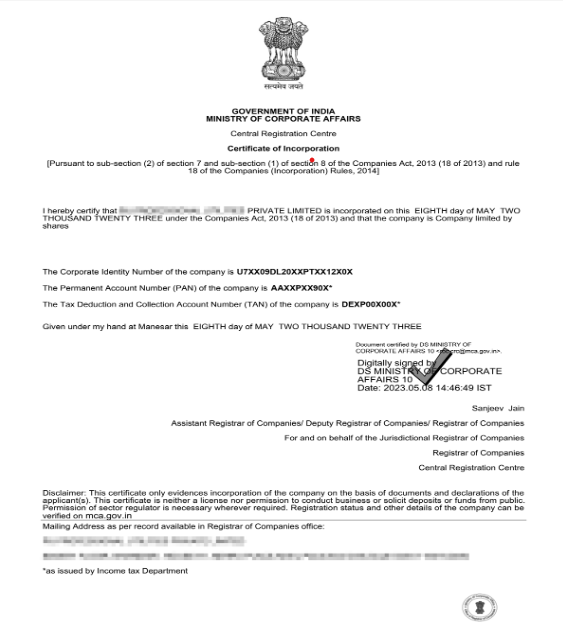 सत्यमेव जयते
GOVERNMENT OF INDIA
MINISTRY OF CORPORATE AFFAIRS
Central Registration Centre
Certificate of Incorporation
[Pursuant to sub-section (2) of section 7 and sub-section (1) of section 8 of the Companies Act, 2013 (18 of 2013) and rule
18 of the Companies (Incorporation) Rules, 2014]
I hereby certify that PRIVATE LIMITED is incorporated on this EIGHTH day of MAY TWO
THOUSAND TWENTY THREE under the Companies Act, 2013 (18 of 2013) and that the company is Company limited by
shares
The Corporate Identity Number of the company is U7XX09DL20XXPTXX12X0X
The Permanent Account Number (PAN) of the company is AAXXPXX90X*
The Tax Deduction and Collection Account Number (TAN) of the company is DEXP00X00X*
Given under my hand at Manesar this EIGHTH day of MAY TWO THOUSAND TWENTY THREE
Document certified by DS MINISTRY OF
CORPORATE AFFAIRS 10 @mca.gov.in>.
Digitally signed by
DS MINISTRY OF CORPORATE
AFFAIRS 10
Date: 2023.05.08 14:46:49 IST
Sanjeev Jain
Assistant Registrar of Companies/ Deputy Registrar of Companies/ Registrar of Companies
For and on behalf of the Jurisdictional Registrar of Companies
Registrar of Companies
Central Registration Centre
Disclaimer: This certificate only evidences incorporation of the company on the basis of documents and declarations of the
applicant(s). This certificate is neither a license nor permission to conduct business or solicit deposits or funds from public.
Permission of sector regulator is necessary wherever required. Registration status and other details of the company can be
verified on mca.gov.in
Mailing Address as per record available in Registrar of Companies office:
*as issued by Income tax Department